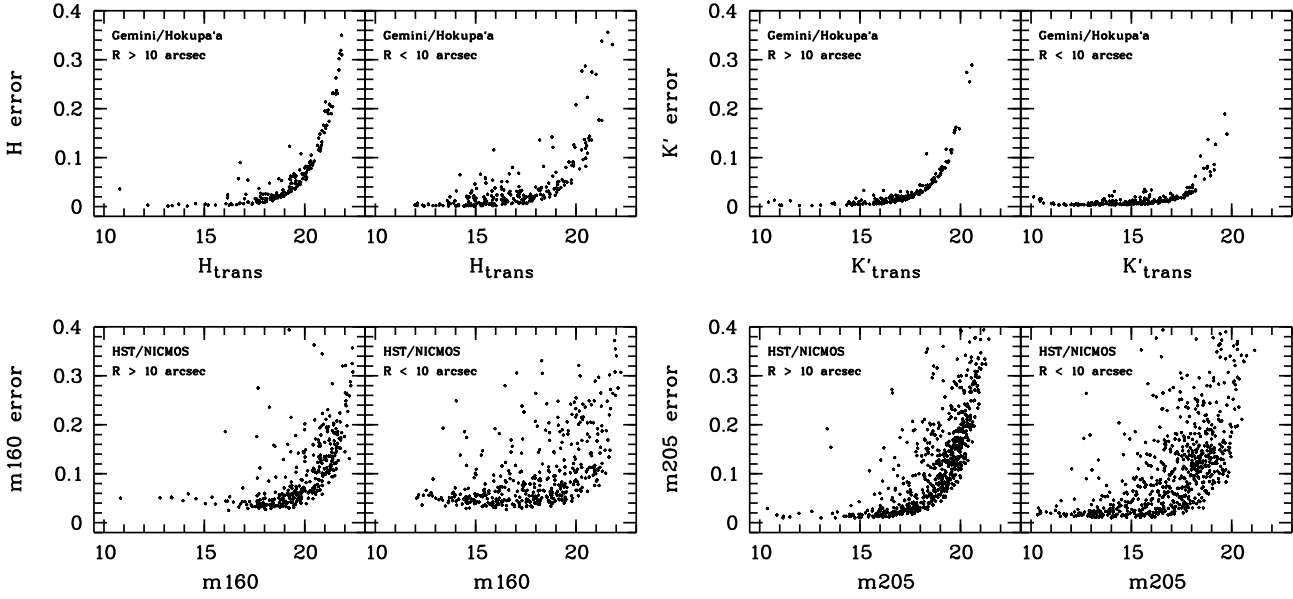 Gemini/Hokupa'a
R > 10 arcsec
Gemini/Hokupa'a
R < 10 arcsec
H error
0.4
0.3
0.2
0.1
0
10 15 20
10 15 20
H trans
H trans
Gemini/Hokupa'a
R > 10 arcsec
Gemini/Hokupa'a
R < 10 arcsec
K' error
0.4
0.3
0.2
0.1
0
10 15 20
10 15 20
K' trans
K' trans
HST/NICMOS
R > 10 arcsec
HST/NICMOS
R < 10 arcsec
m160 error
0.4
0.3
0.2
0.1
0
10 15 20
10 15 20
m160
m160
HST/NICMOS
R > 10 arcsec
HST/NICMOS
R < 10 arcsec
m205 error
0.4
0.3
0.2
0.1
0
10 15 20
10 15 20
m205
m205